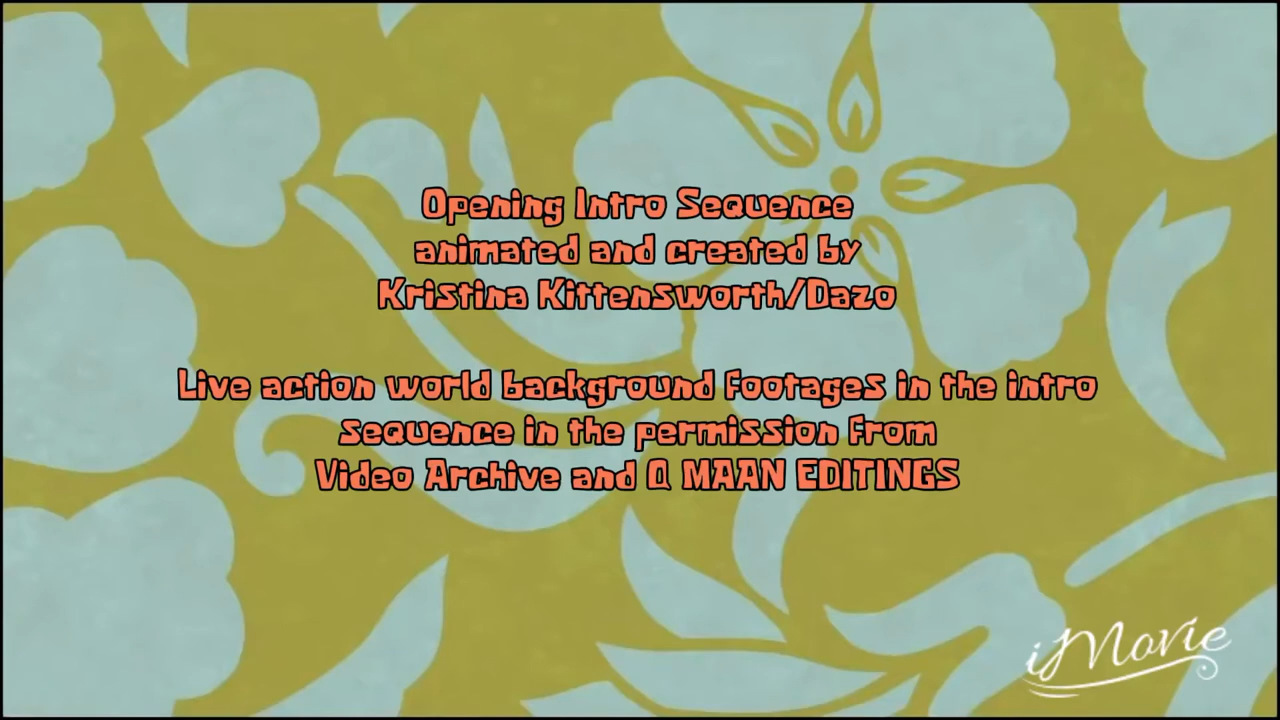 Opening Intro Sequence
animated and created by
Kristina Kittensworth/Dazo
Live action world background footages in the intro
sequence in the permission from
Video Archive and Q MAAN EDITINGS
iMovie